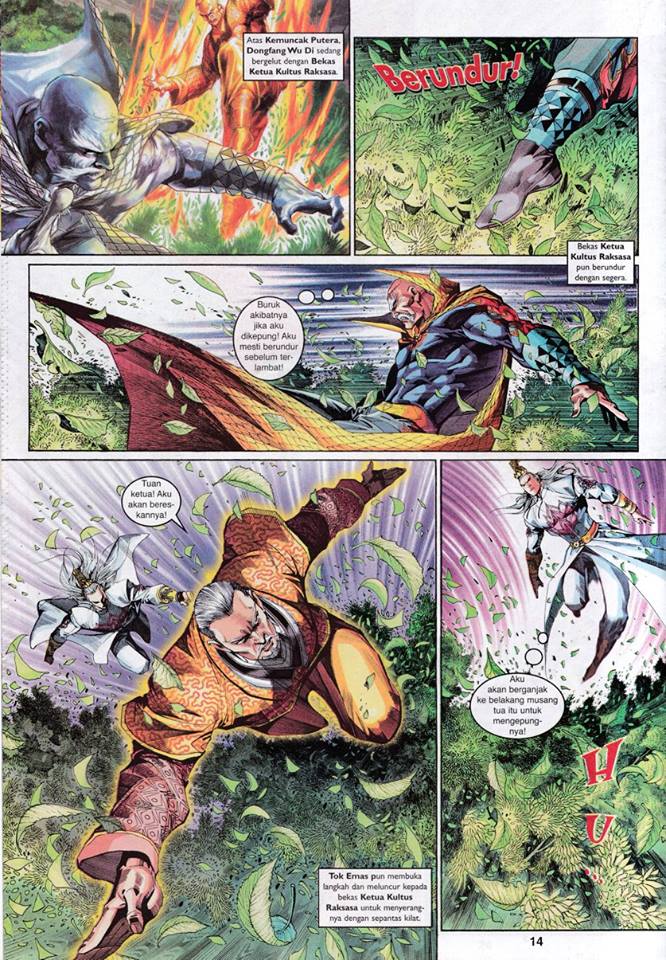 Atas Kemuncak Putera,
Dongfang Wu Di sedang
bergelut dengan Bekas
Ketua Kultus Raksasa.
Berundur!
Bekas Ketua
Kultus Raksasa
pun berundur
dengan segera.
Buruk
akibatnya
jika aku
dikepung! Aku
mesti berundur
sebelum ter-
lambat!
Tuan
ketua! Aku
akan beres-
kannya!
Aku
akan berganjak
ke belakang musang
tua itu untuk
mengepung-
nya!
HU...
Tok Emas pun membuka
langkah dan meluncur kepada
bekas Ketua Kultus
Raksasa untuk menyerang-
nya dengan sepantas kilat.
14